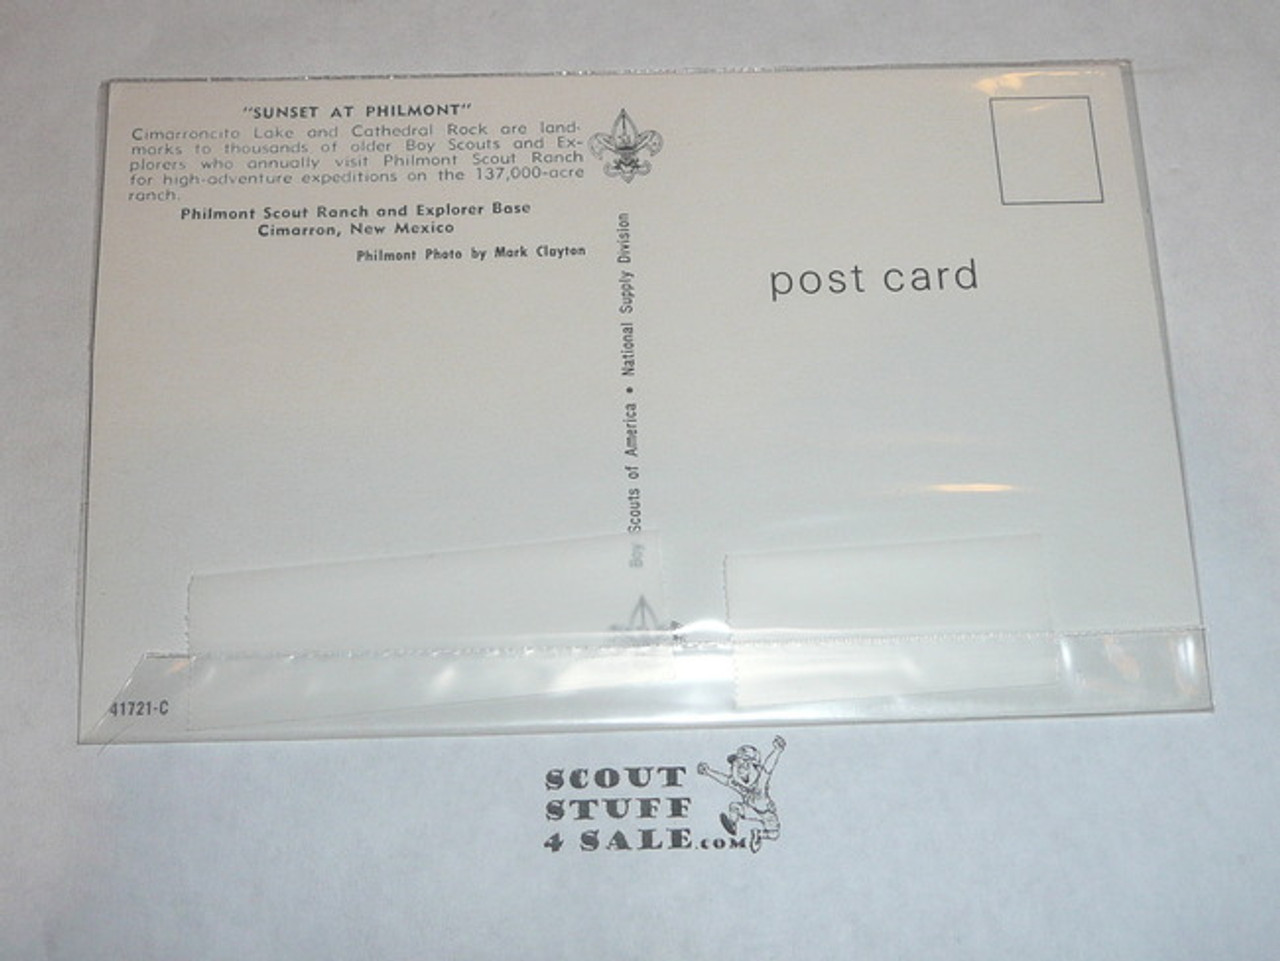 "SUNSET AT PHILMONT"
Cimarroncito Lake and Cathedral Rock are land-
marks to thousands of older Boy Scouts and Ex-
plorers who annually visit Philmont Scout Ranch
for high-adventure expeditions on the 137,000-acre
ranch.
Philmont Scout Ranch and Explorer Base
Cimarron, New Mexico
Philmont Photo by Mark Clayton
Boy Scouts of America • National Supply Division
post card
41721-C
SCOUT
STUFF
4 SALE.COM